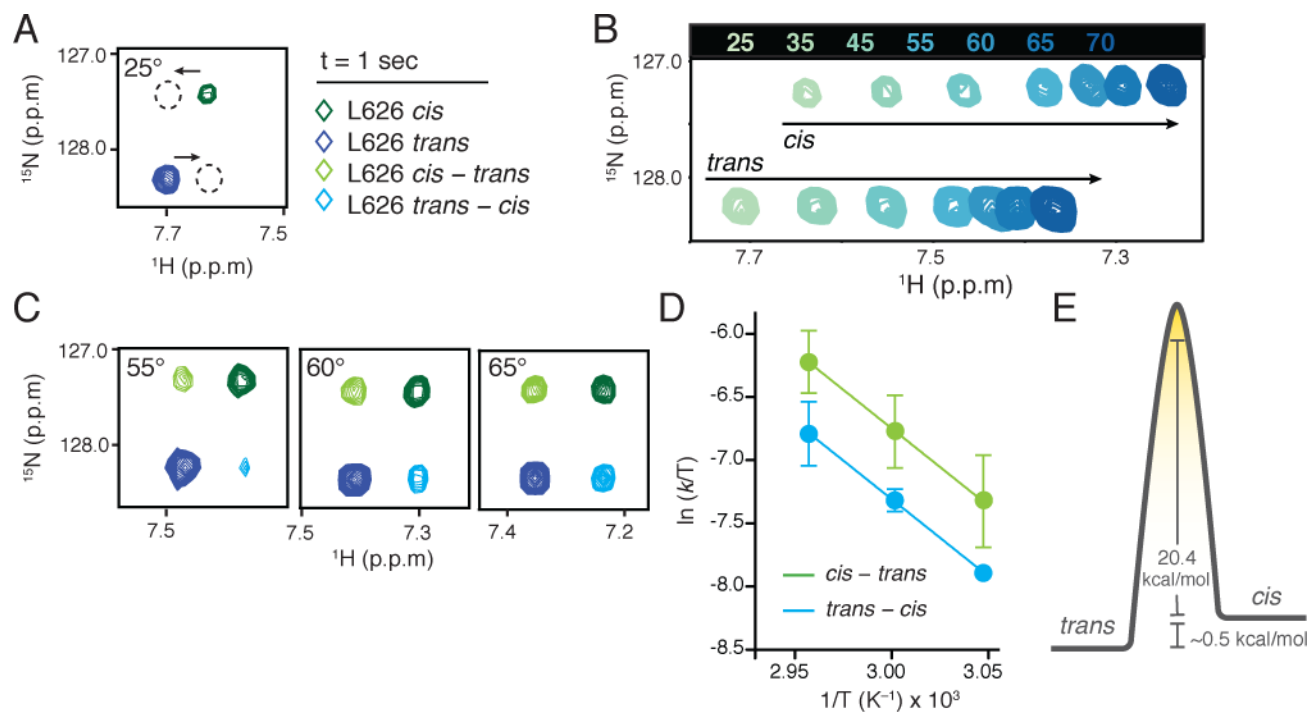 A
127.0
25°
128.0
15N (p.p.m)
7.7
7.5
1H (p.p.m)
t = 1 sec
L626 cis
L626 trans
L626 cis – trans
L626 trans – cis
B
25 35 45 55 60 65 70
127.0
cis
trans
128.0
15N (p.p.m)
7.7
7.5
7.3
1H (p.p.m)
C
127.0
55°
60°
65°
128.0
15N (p.p.m)
7.5
7.5
7.3
7.4
7.2
1H (p.p.m)
D
-6.0
-6.5
-7.0
-7.5
-8.0
-8.5
ln (k/T)
cis – trans
trans – cis
2.95
3.00
3.05
1/T (K–1) x 103
E
20.4
kcal/mol
trans
cis
~0.5 kcal/mol